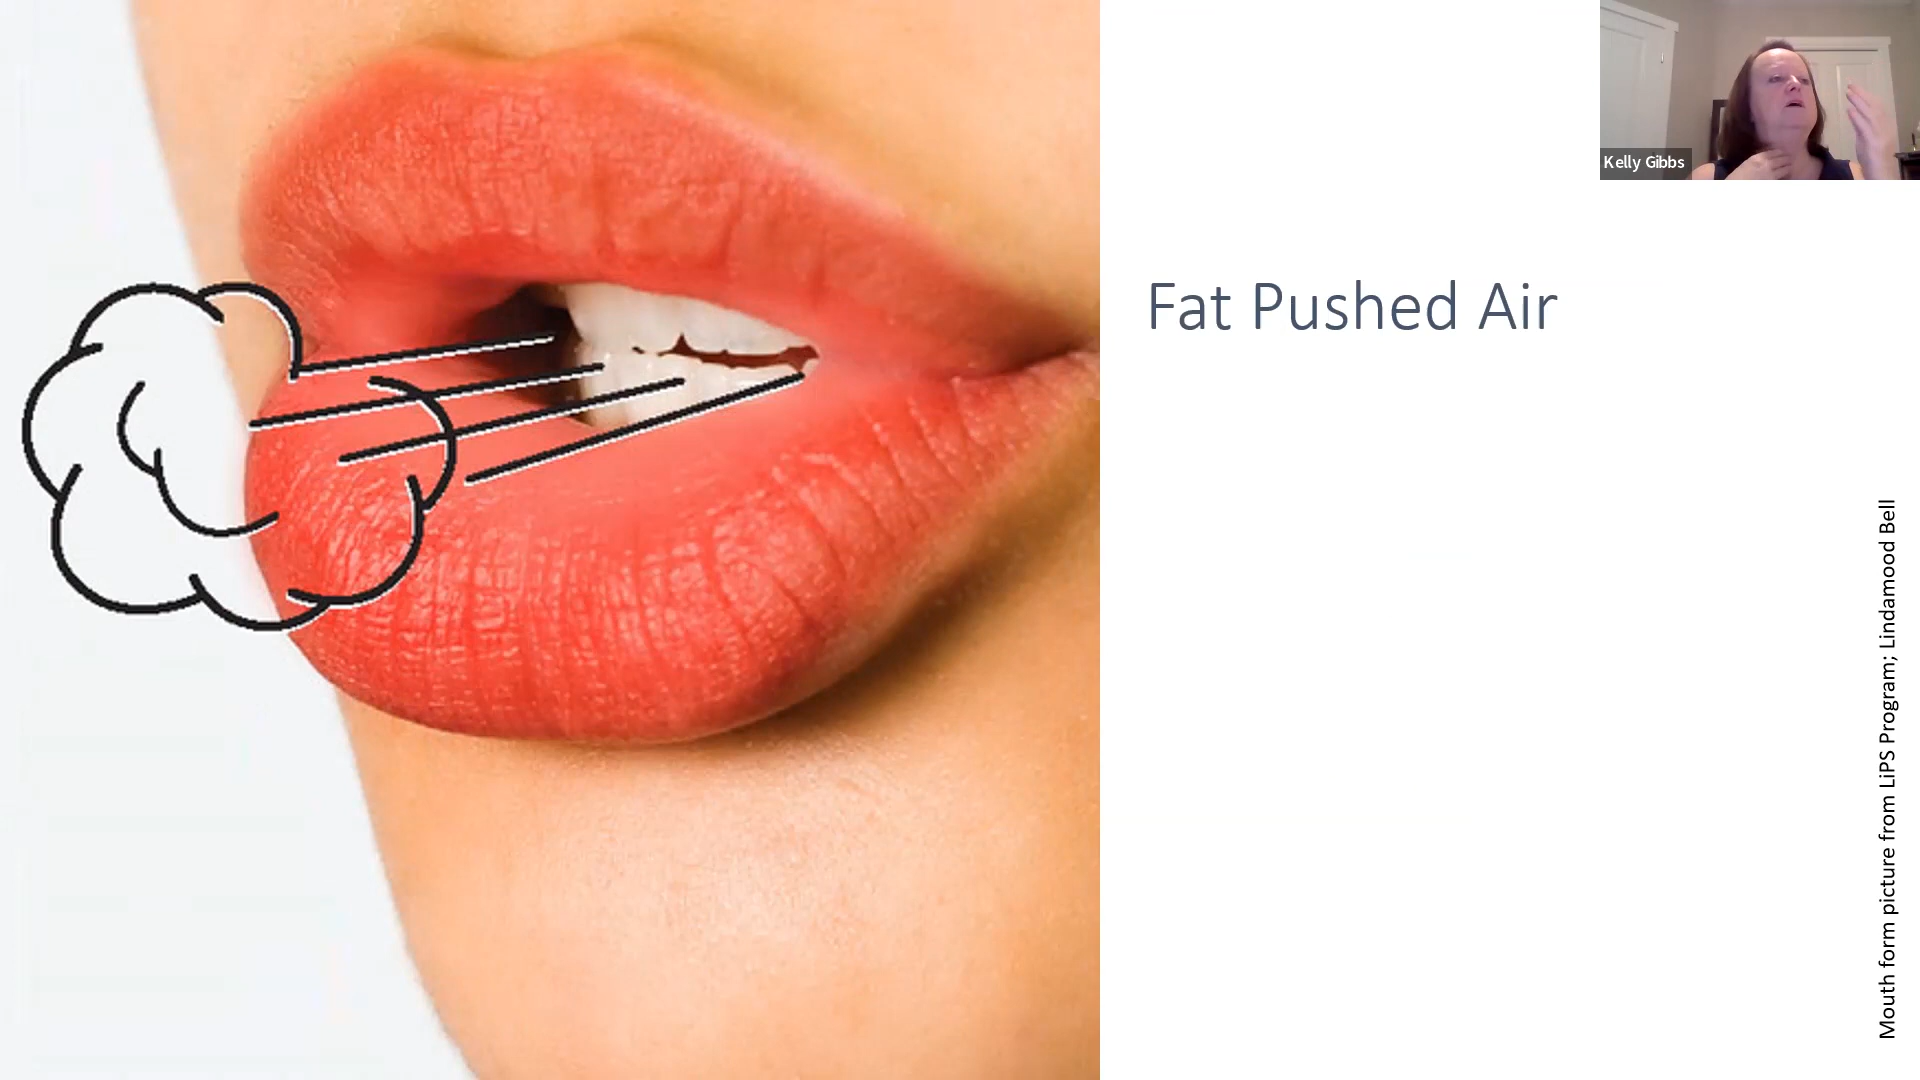 Kelly Gibbs
Fat Pushed Air
Mouth form picture from LiPS Program; Lindamood Bell